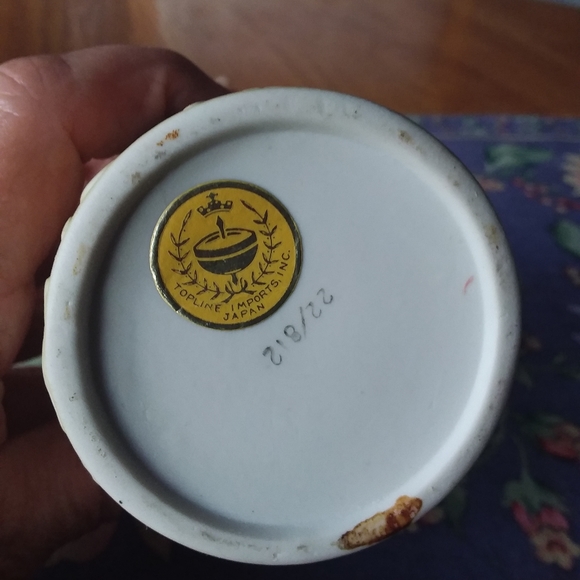 TOPLINE IMPORTS, INC.
JAPAN
22/812